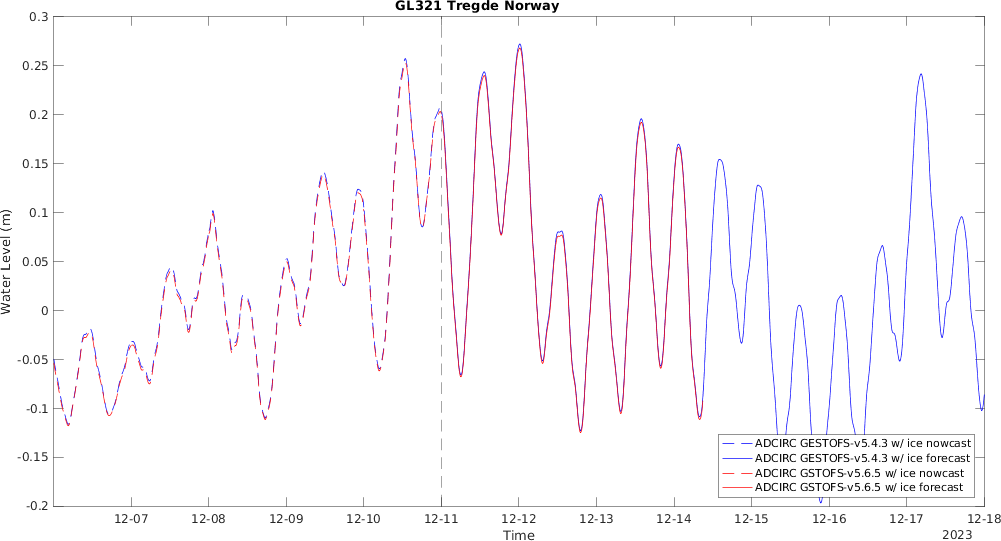 GL321 Tregde Norway
0.3
0.25
0.2
0.15
0.1
0.05
0
-0.05
-0.1
-0.15
-0.2
Water Level (m)
ADCIRC GESTOFS-v5.4.3 w/ ice nowcast
ADCIRC GESTOFS-v5.4.3 w/ ice forecast
ADCIRC GSTOFS-v5.6.5 w/ ice nowcast
ADCIRC GSTOFS-v5.6.5 w/ ice forecast
12-07 12-08 12-09 12-10 12-11 12-12 12-13 12-14 12-15 12-16 12-17 12-18
Time
2023